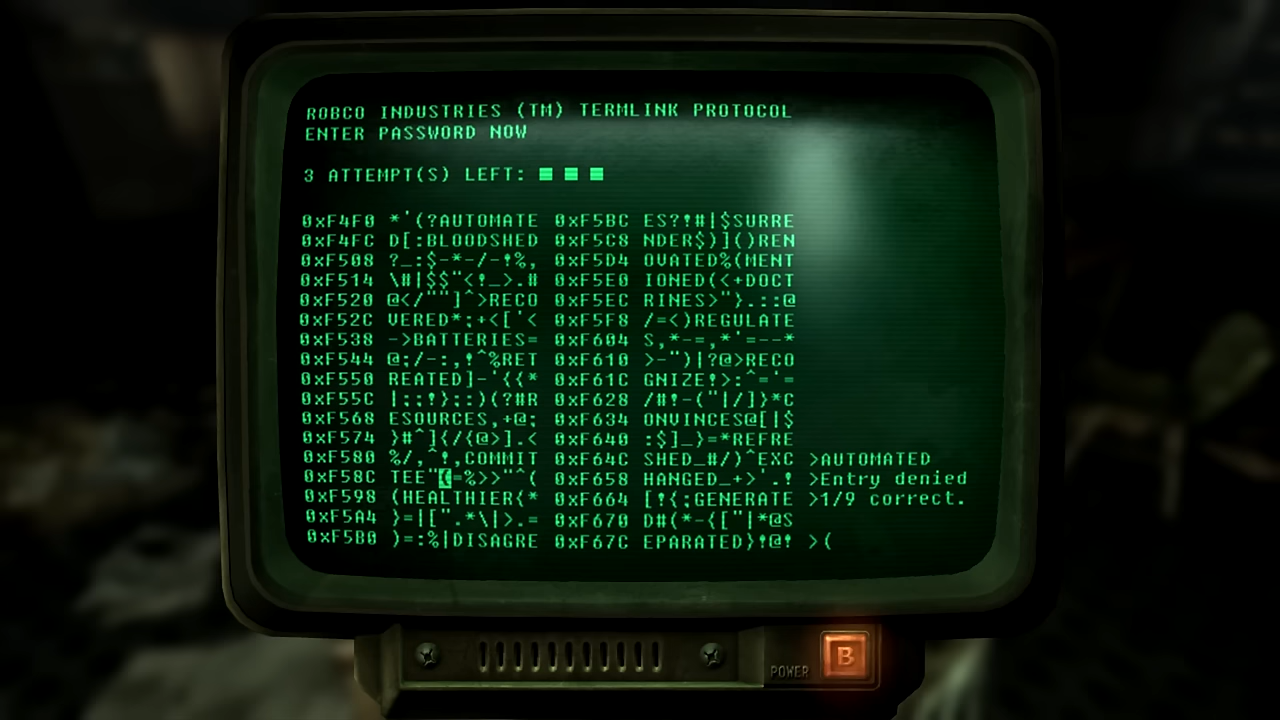 ROBCO INDUSTRIES (TM) TERMLINK PROTOCOL
ENTER PASSWORD NOW
3 ATTEMPT(S) LEFT: ■ ■ ■
0xF4F0 *'(?AUTOMATE 0xF5BC ES?!#|$SURRE
0xF4FC D[:BLOODSHED 0xF5C8 NDER$)]()REN
0xF508 ?_:$-*-/-!%, 0xF5D4 OVATED%(MENT
0xF514 \#|$$"<!_>.# 0xF5E0 IONED(<+DOCT
0xF520 @</""]^>RECO 0xF5EC RINES>"}.::@
0xF52C VERED*;+<['< 0xF5F8 /=<)REGULATE
0xF538 ->BATTERIES= 0xF604 S,*-=,*'=--*
0xF544 @;/-:,!^%RET 0xF610 >-")|?@>RECO
0xF550 REATED]-'{{* 0xF61C GNIZE!>:^='=
0xF55C |;;!};:)(?#R 0xF628 /#!-("|/]}*C
0xF568 ESOURCES,+@; 0xF634 ONVINCES@[|$
0xF574 }#^]{/{@>].< 0xF640 :$]_}=*REFRE
0xF580 %/,^!,COMMIT 0xF64C SHED_#/)^EXC >AUTOMATED
0xF58C TEE"{=%>>"^( 0xF658 HANGED_+>'.! >Entry denied
0xF598 (HEALTHIER{* 0xF664 [!{;GENERATE >1/9 correct.
0xF5A4 }=|[".*\|>.= 0xF670 D#(*-{["|*@S
0xF5B0 )=:%|DISAGRE 0xF67C EPARATED}!@! >(
POWER
B